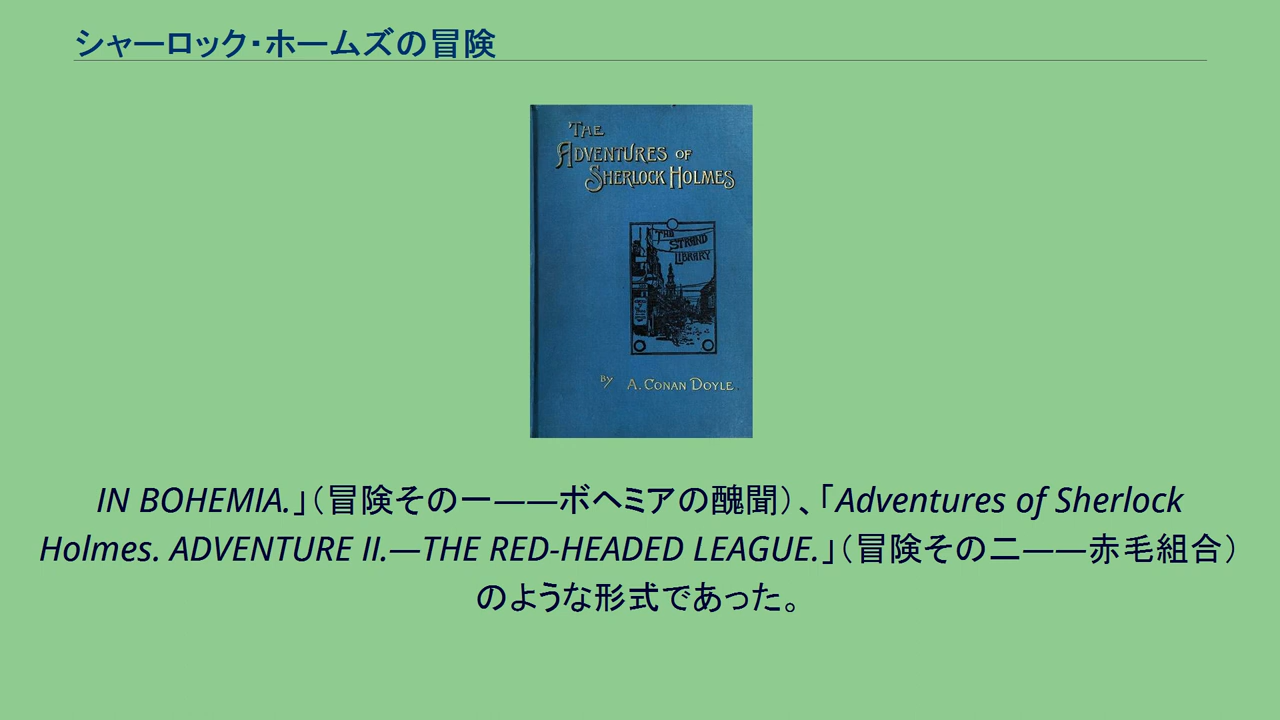 シャーロック・ホームズの冒険
THE
ADVENTURES OF
SHERLOCK HOLMES
THE
STRAND
LIBRARY
BY A. CONAN DOYLE.
IN BOHEMIA.」（冒険その一——ボヘミアの醜聞）、「Adventures of Sherlock
Holmes. ADVENTURE II.—THE RED-HEADED LEAGUE.」（冒険その二——赤毛組合）
のような形式であった。